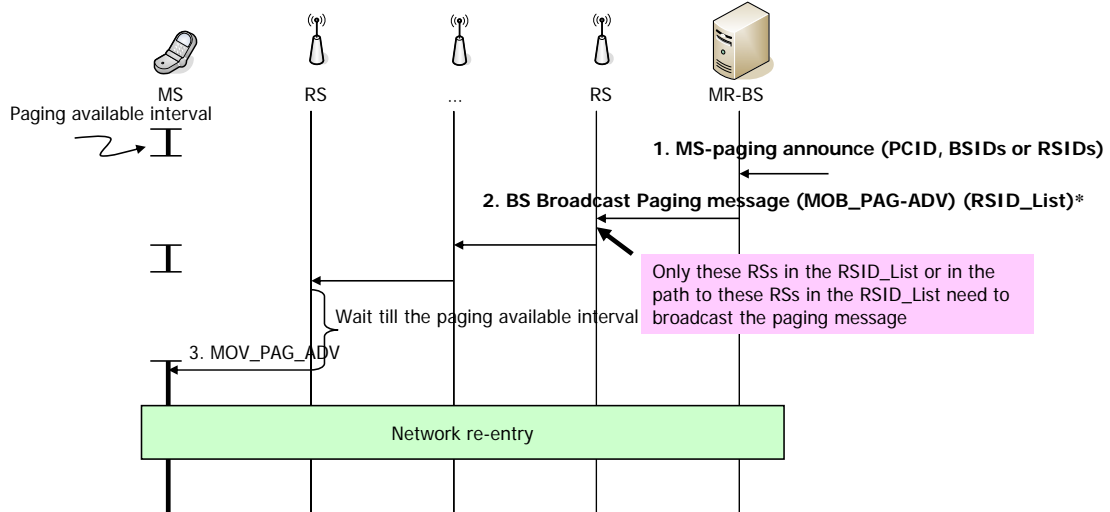 MS
RS
...
RS
MR-BS
Paging available interval
1. MS-paging announce (PCID, BSIDs or RSIDs)
2. BS Broadcast Paging message (MOB_PAG-ADV) (RSID_List)*
Only these RSs in the RSID_List or in the
path to these RSs in the RSID_List need to
broadcast the paging message
Wait till the paging available interval
3. MOV_PAG_ADV
Network re-entry